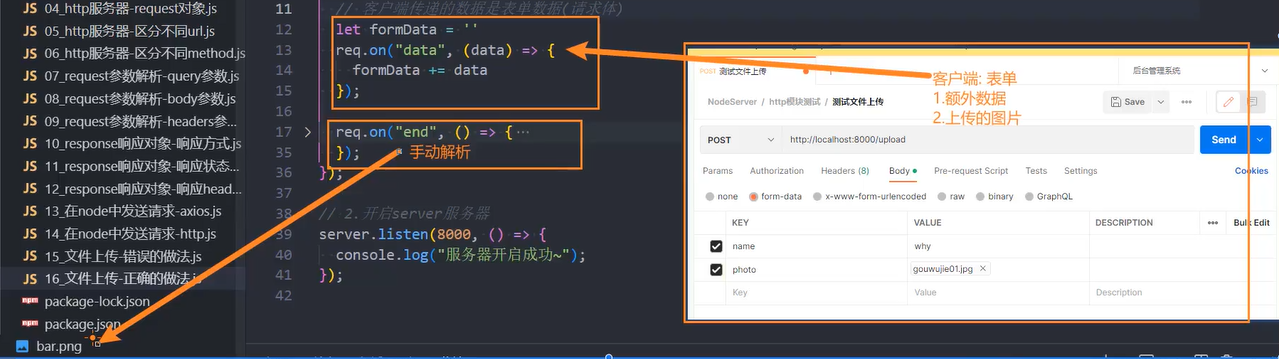 04_http服务器-request对象.js
05_http服务器-区分不同url.js
06_http服务器-区分不同method.js
07_request参数解析-query参数.js
08_request参数解析-body参数.js
09_request参数解析-headers参...
10_response响应对象-响应方式.js
11_response响应对象-响应状态...
12_response响应对象-响应head...
13_在node中发送请求-axios.js
14_在node中发送请求-http.js
15_文件上传-错误的做法.js
16_文件上传-正确的做法.js
package-lock.json
package.json
bar.png
11 // 客户端传递的数据是表单数据(请求体)
12 let formData = ''
13 req.on("data", (data) => {
14 formData += data
15 });
16
17 req.on("end", () => {···
35 });
手动解析
36 });
37
38 // 2.开启server服务器
39 server.listen(8000, () => {
40 console.log("服务器开启成功~");
41 });
42
POST 测试文件上传
后台管理系统
客户端: 表单
1.额外数据
2.上传的图片
NodeServer / http模块测试 / 测试文件上传
Save
POST http://localhost:8000/upload Send
Params Authorization Headers (8) Body Pre-request Script Tests Settings Cookies
none form-data x-www-form-urlencoded raw binary GraphQL
KEY VALUE DESCRIPTION Bulk Edit
name why
photo gouwujie01.jpg
Key Value Description